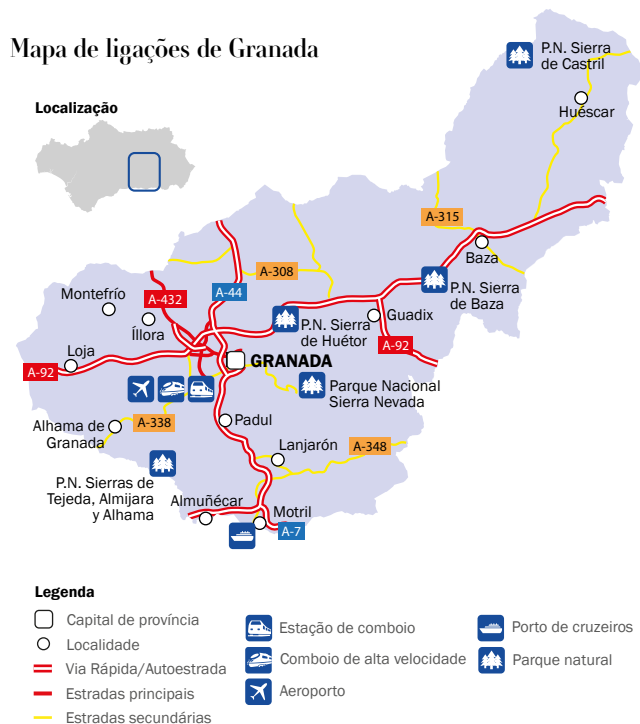 Mapa de ligações de Granada
P.N. Sierra
de Castril
Huéscar
Localização
A-315
Baza
A-308
P.N. Sierra
de Baza
A-432
A-44
Montefrío
Íllora
P.N. Sierra
de Huétor
Guadix
A-92
Loja
A-92
GRANADA
Parque Nacional
Sierra Nevada
Alhama de
Granada
A-338
Padul
Lanjarón
A-348
P.N. Sierras de
Tejeda, Almijara
y Alhama
Almuñécar
Motril
A-7
Legenda
Capital de província
Localidade
Via Rápida/Autoestrada
Estradas principais
Estradas secundárias
Estação de comboio
Comboio de alta velocidade
Aeroporto
Porto de cruzeiros
Parque natural